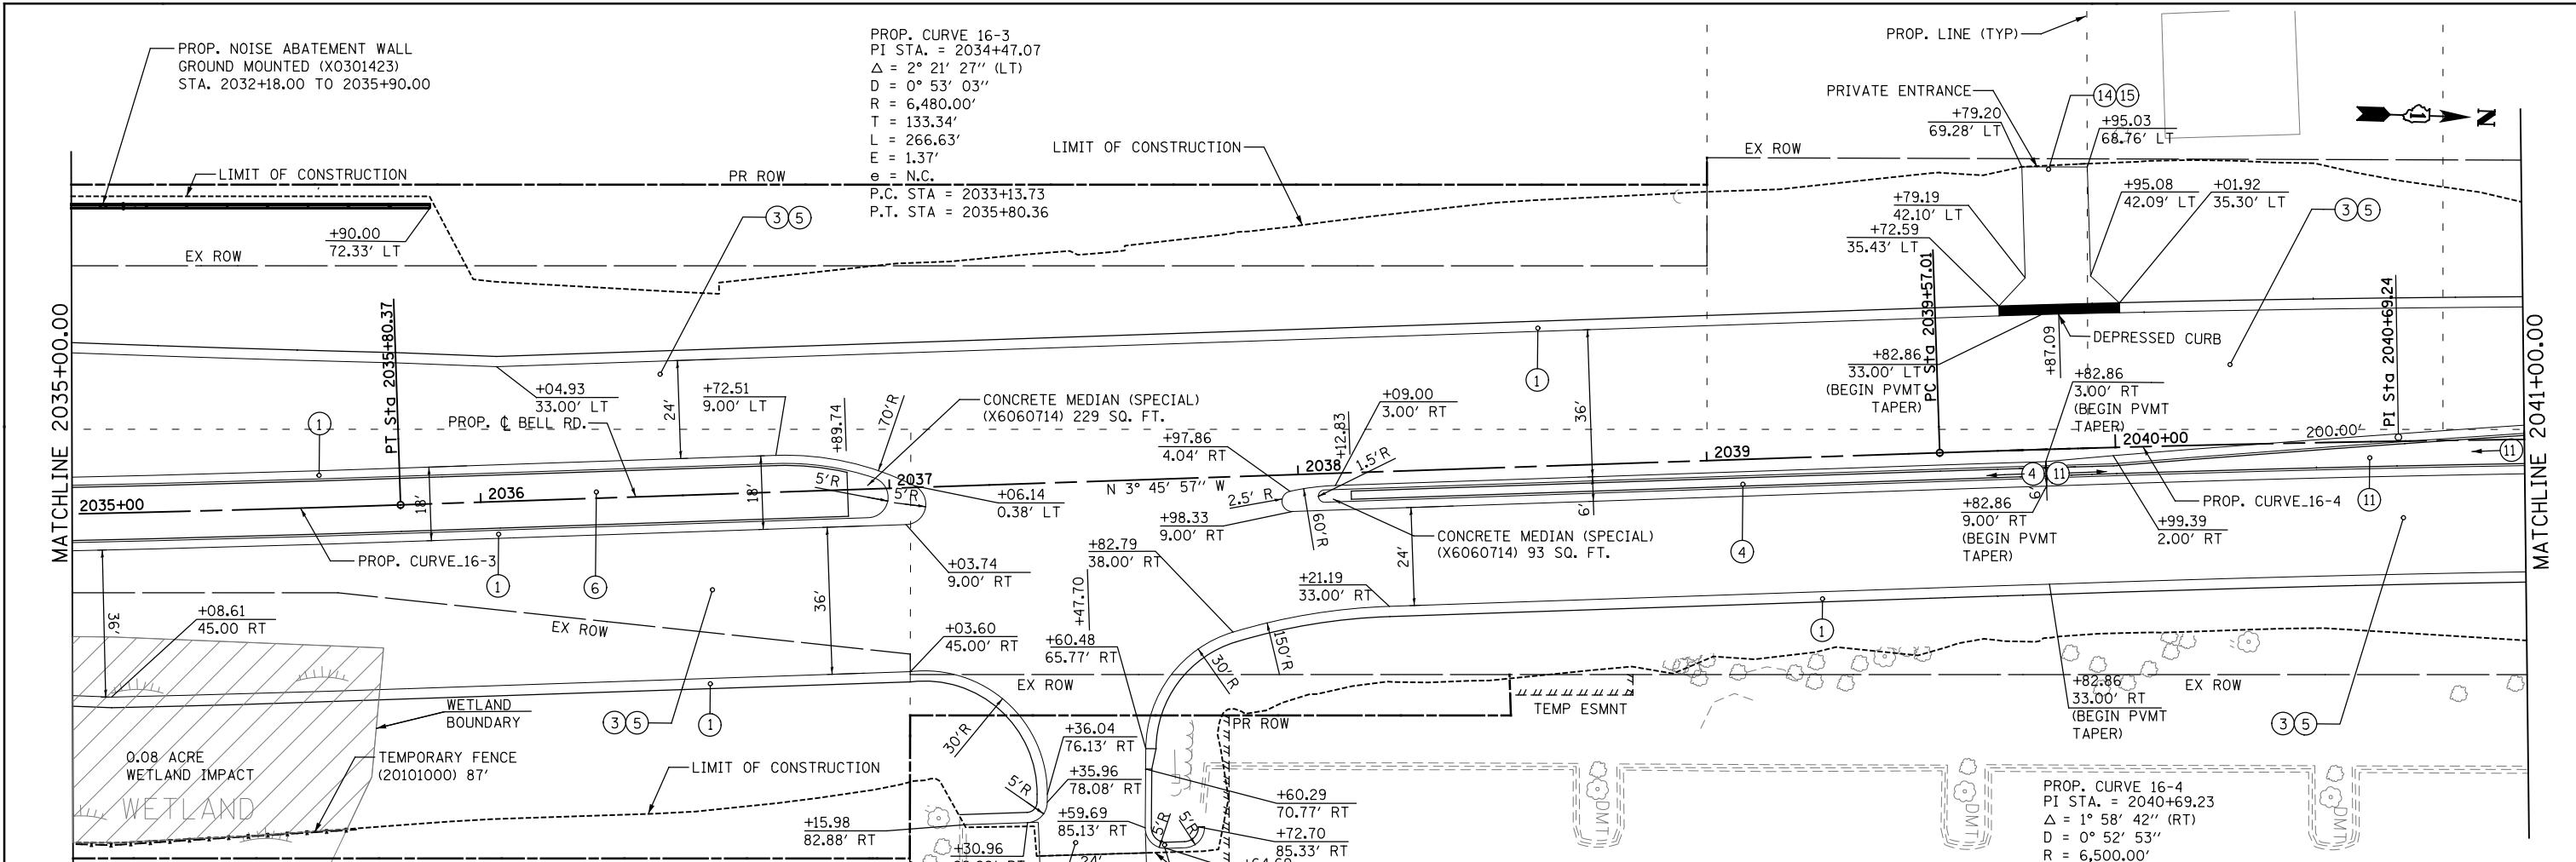 PROP. NOISE ABATEMENT WALL
GROUND MOUNTED (X0301423)
STA. 2032+18.00 TO 2035+90.00
PROP. CURVE 16-3
PI STA. = 2034+47.07
Δ = 2° 21' 27'' (LT)
D = 0° 53' 03''
R = 6,480.00'
T = 133.34'
L = 266.63'
E = 1.37'
e = N.C.
P.C. STA = 2033+13.73
P.T. STA = 2035+80.36
PROP. LINE (TYP)
PRIVATE ENTRANCE
14 15
+79.20
69.28' LT
+95.03
68.76' LT
N
LIMIT OF CONSTRUCTION
EX ROW
LIMIT OF CONSTRUCTION
PR ROW
+90.00
72.33' LT
EX ROW
3 5
+79.19
42.10' LT
+72.59
35.43' LT
+95.08
42.09' LT
+01.92
35.30' LT
3 5
MATCHLINE 2035+00.00
PT Sta 2035+80.37
+04.93
33.00' LT
24'
+72.51
9.00' LT
+89.74
70'R
CONCRETE MEDIAN (SPECIAL)
(X6060714) 229 SQ. FT.
PROP. ℄ BELL RD.
1
+97.86
4.04' RT
+12.83
+09.00
3.00' RT
1.5'R
1
36'
PC Sta 2039+57.01
+82.86
33.00' LT
(BEGIN PVMT
TAPER)
+87.09
DEPRESSED CURB
+82.86
3.00' RT
(BEGIN PVMT
TAPER)
PI Sta 2040+69.24
MATCHLINE 2041+00.00
2035+00
18'
2036
18'
5'R
2037
5'R
+06.14
0.38' LT
N 3° 45' 57'' W
2038
2039
2040+00
200.00'
11
4 11
11
2.5' R
60'R
+98.33
9.00' RT
CONCRETE MEDIAN (SPECIAL)
(X6060714) 93 SQ. FT.
6'
4
6'
+82.86
9.00' RT
(BEGIN PVMT
TAPER)
+99.39
2.00' RT
PROP. CURVE_16-4
PROP. CURVE_16-3
1
6
36'
36'
+03.74
9.00' RT
+82.79
38.00' RT
+47.70
24'
+21.19
33.00' RT
+08.61
45.00 RT
EX ROW
+03.60
45.00' RT
+60.48
65.77' RT
30'R
150'R
1
EX ROW
TEMP ESMNT
PR ROW
+82.86
33.00' RT
(BEGIN PVMT
TAPER)
EX ROW
3 5
WETLAND
BOUNDARY
3 5
1
30'R
0.08 ACRE
WETLAND IMPACT
TEMPORARY FENCE
(20101000) 87'
WETLAND
LIMIT OF CONSTRUCTION
+36.04
76.13' RT
5'R
+35.96
78.08' RT
+15.98
82.88' RT
+59.69
85.13' RT
+60.29
70.77' RT
5'R
5'R
+72.70
85.33' RT
+30.96
24'
DMT
DMT
DMT
PROP. CURVE 16-4
PI STA. = 2040+69.23
Δ = 1° 58' 42'' (RT)
D = 0° 52' 53''
R = 6,500.00'